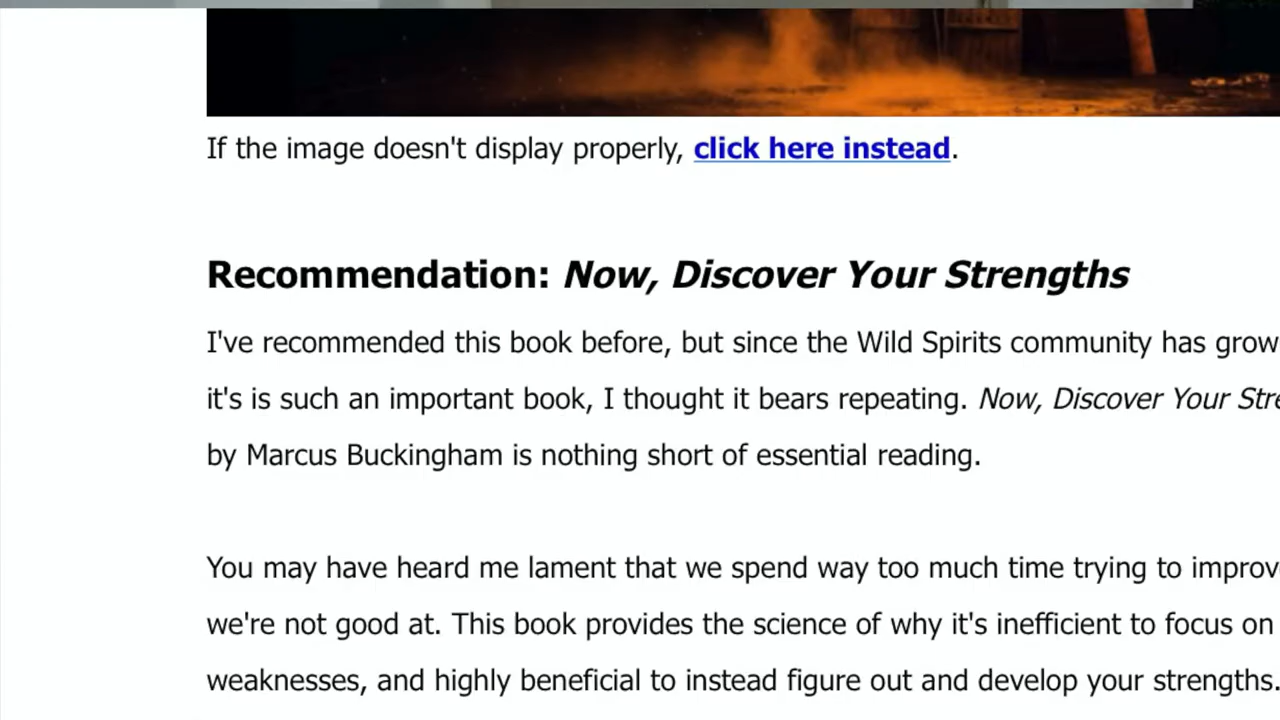 If the image doesn't display properly, click here instead.
Recommendation: Now, Discover Your Strengths
I've recommended this book before, but since the Wild Spirits community has grow
it's is such an important book, I thought it bears repeating. Now, Discover Your Stre
by Marcus Buckingham is nothing short of essential reading.
You may have heard me lament that we spend way too much time trying to improv
we're not good at. This book provides the science of why it's inefficient to focus on
weaknesses, and highly beneficial to instead figure out and develop your strengths.